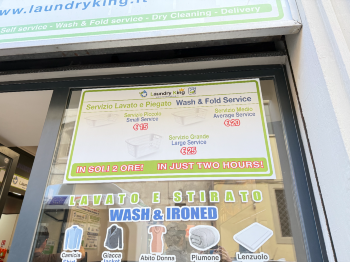 www.laundryking.it
Self service - Wash & Fold service - Dry Cleaning - Delivery
Laundry King
Servizio Lavato e Piegato Wash & Fold Service
Servizio Piccolo
Small Service
€15
Servizio Medio
Average Service
€20
Servizio Grande
Large Service
€25
IN SOLI 2 ORE! IN JUST TWO HOURS!
LAVATO E STIRATO
WASH & IRONED
Camicia
Giacca
Abito Donna
Piumone
Lenzuolo